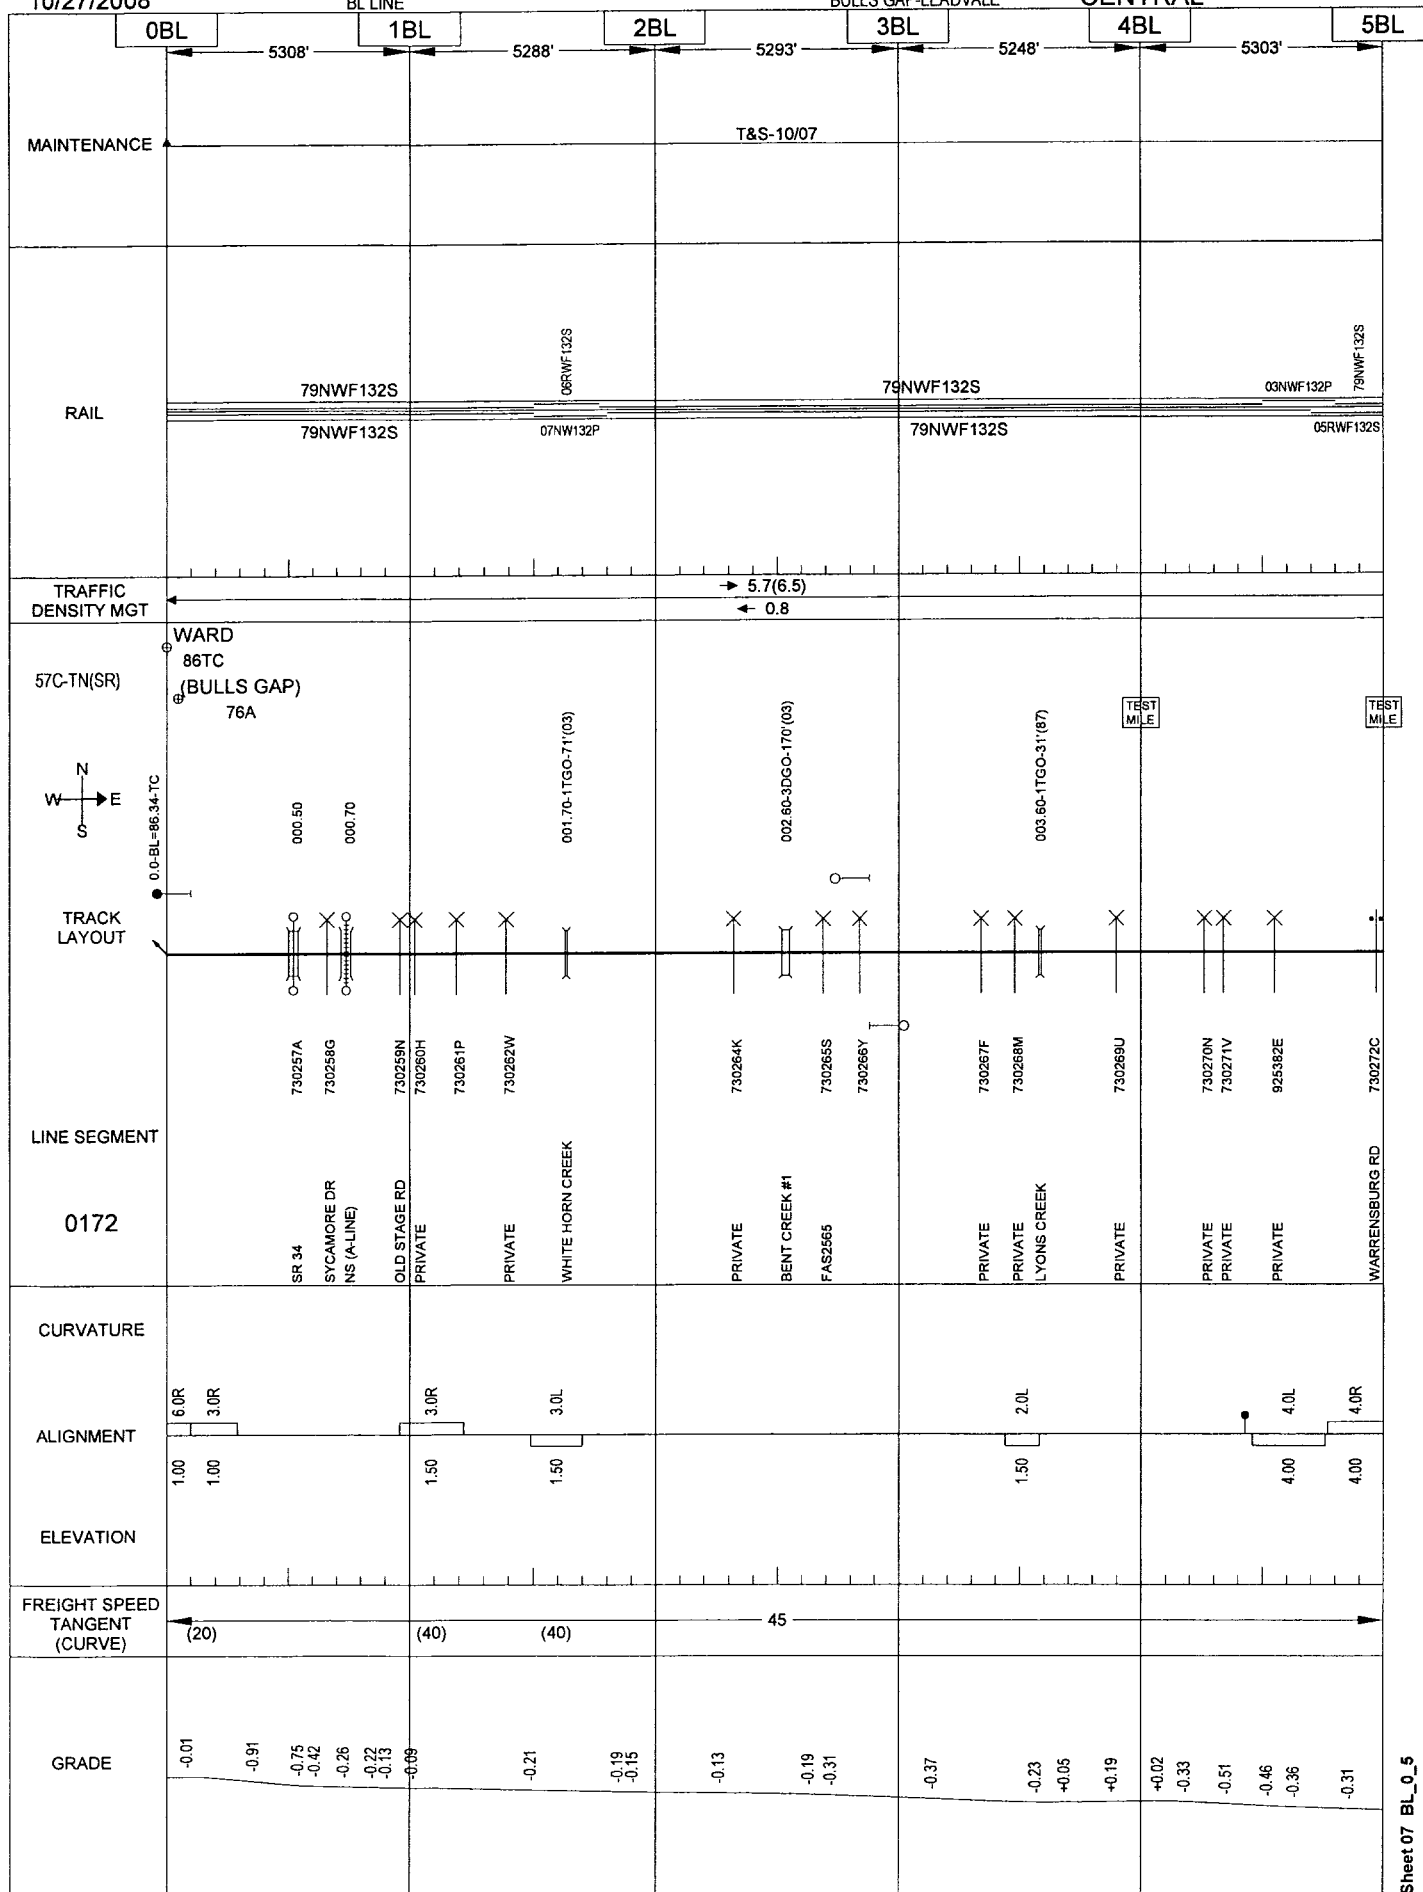 10/27/2008 BL LINE BULLS GAP-LEADVALE CENTRAL
0BL 1BL 2BL 3BL 4BL 5BL
5308' 5288' 5293' 5248' 5303'
MAINTENANCE
T&S-10/07
RAIL
79NWF132S
06RWF132S
79NWF132S
03NWF132P
79NWF132S
79NWF132S
07NW132P
79NWF132S
05RWF132S
TRAFFIC
DENSITY MGT
5.7(6.5)
0.8
57C-TN(SR)
WARD
86TC
(BULLS GAP)
76A
TEST
MILE
TEST
MILE
N
W E
S
0.0-BL=86.34-TC
000.50
000.70
001.70-1TGO-71'(03)
002.60-3DGO-170'(03)
003.60-1TGO-31'(87)
TRACK
LAYOUT
730257A
730258G
730259N
730260H
730261P
730262W
730264K
730265S
730266Y
730267F
730268M
730269U
730270N
730271V
925382E
730272C
LINE SEGMENT
0172
SR 34
SYCAMORE DR
NS (A-LINE)
OLD STAGE RD
PRIVATE
PRIVATE
WHITE HORN CREEK
PRIVATE
BENT CREEK #1
FAS2565
PRIVATE
PRIVATE
LYONS CREEK
PRIVATE
PRIVATE
PRIVATE
PRIVATE
WARRENSBURG RD
CURVATURE
6.0R
3.0R
3.0R
3.0L
2.0L
4.0L
4.0R
ALIGNMENT
1.00
1.00
1.50
1.50
1.50
4.00
4.00
ELEVATION
FREIGHT SPEED
TANGENT
(CURVE)
45
(20) (40) (40)
GRADE
-0.01
-0.91
-0.75
-0.42
-0.26
-0.22
-0.13
-0.09
-0.21
-0.19
-0.15
-0.13
-0.19
-0.31
-0.37
-0.23
+0.05
+0.19
+0.02
-0.33
-0.51
-0.46
-0.36
-0.31
Sheet 07 BL_0_5